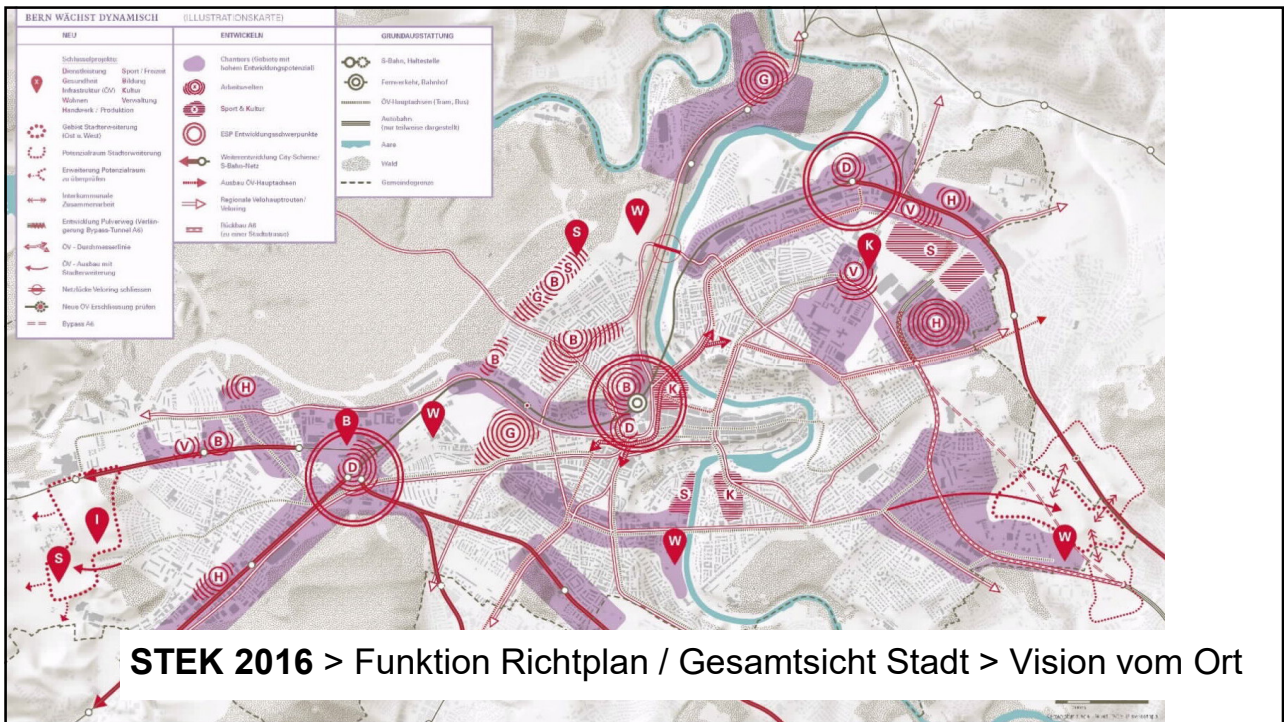 BERN WÄCHST DYNAMISCH (ILLUSTRATIONSKARTE)
NEU
Schlüsselprojekte:
Dienstleistung Sport / Freizeit
Gesundheit Bildung
Infrastruktur (ÖV) Kultur
Wohnen Verwaltung
Handwerk / Produktion
Gebiet Stadterweiterung
(Ost u. West)
Potenzialraum Stadterweiterung
Erweiterung Potenzialraum
zu überprüfen
Interkommunale
Zusammenarbeit
Entwicklung Pulverweg (Verlän-
gerung Bypass-Tunnel A6)
ÖV - Durchmesserlinie
ÖV - Ausbau mit
Stadterweiterung
Netzlücke Veloring schliessen
Neue ÖV Erschliessung prüfen
Bypass A6
ENTWICKELN
Chantiers (Gebiete mit
hohem Entwicklungspotenzial)
Arbeitswelten
Sport & Kultur
ESP Entwicklungsschwerpunkte
Weiterentwicklung City-Schiene/
S-Bahn-Netz
Ausbau ÖV-Hauptachsen
Regionale Velohauptrouten/
Veloring
Rückbau A6
(zu einer Stadtstrasse)
GRUNDAUSSTATTUNG
S-Bahn, Haltestelle
Fernverkehr, Bahnhof
ÖV-Hauptachsen (Tram, Bus)
Autobahn
(nur teilweise dargestellt)
Aare
Wald
Gemeindegrenze
G
D
V
H
W
S
K
S
B
S
V
G
B
H
B
B
K
H
W
B
D
G
V
B
D
S
K
I
W
W
S
H
STEK 2016 > Funktion Richtplan / Gesamtsicht Stadt > Vision vom Ort